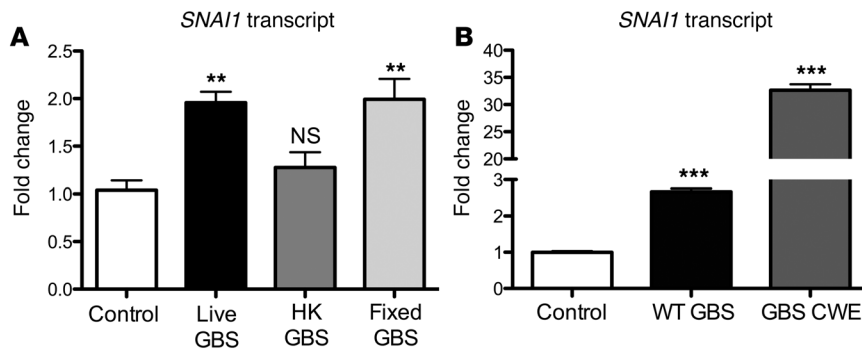 A
SNAI1 transcript
Fold change
2.5
2.0
1.5
1.0
0.5
0.0
**
NS
**
Control
Live
GBS
HK
GBS
Fixed
GBS
B
SNAI1 transcript
Fold change
Fold change
40
35
30
25
20
3
2
1
0
***
***
Control
WT GBS
GBS CWE